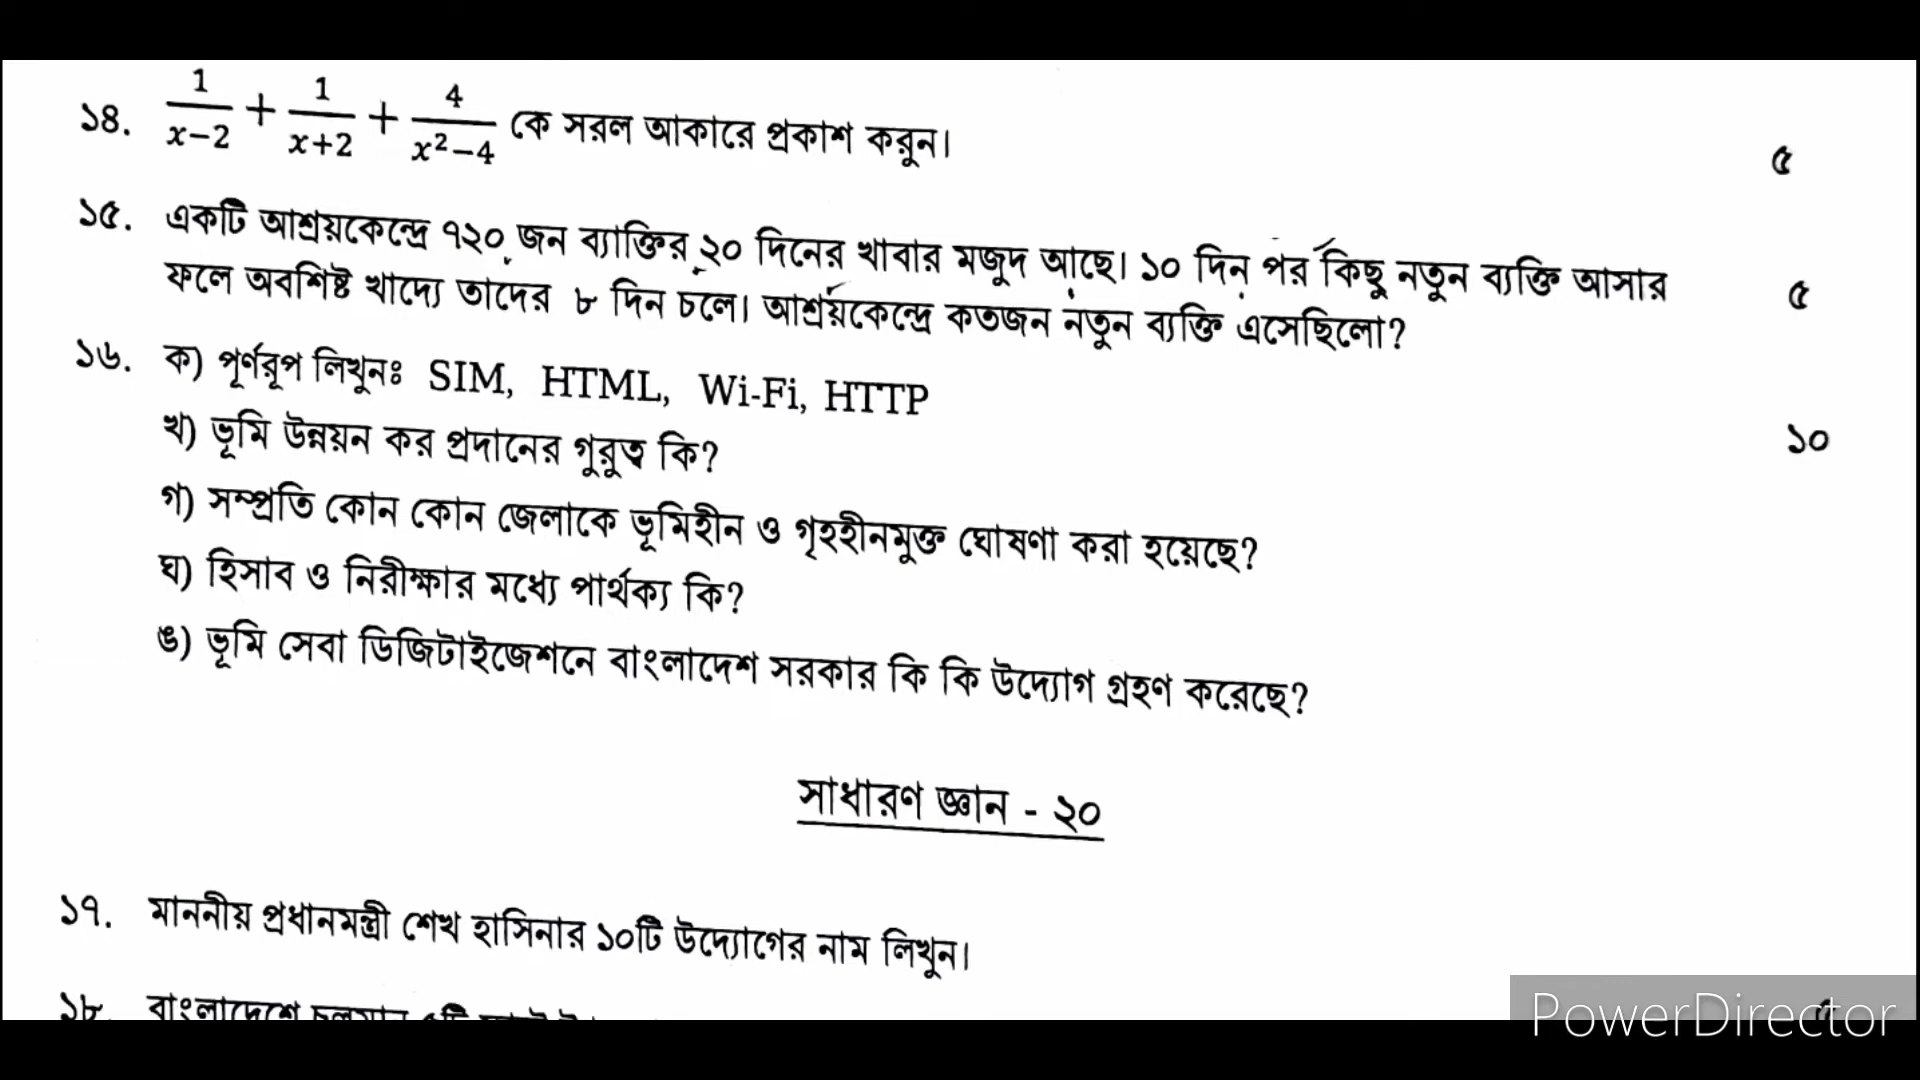 ১৪. 1/(x−2) + 1/(x+2) + 4/(x²−4) কে সরল আকারে প্রকাশ করুন। ৫
১৫. একটি আশ্রয়কেন্দ্রে ৭২০ জন ব্যাক্তির ২০ দিনের খাবার মজুদ আছে। ১০ দিন পর কিছু নতুন ব্যক্তি আসার
ফলে অবশিষ্ট খাদ্যে তাদের ৮ দিন চলে। আশ্রয়কেন্দ্রে কতজন নতুন ব্যক্তি এসেছিলো? ৫
১৬. ক) পূর্ণরূপ লিখুনঃ SIM, HTML, Wi-Fi, HTTP
খ) ভূমি উন্নয়ন কর প্রদানের গুরুত্ব কি? ১০
গ) সম্প্রতি কোন কোন জেলাকে ভূমিহীন ও গৃহহীনমুক্ত ঘোষণা করা হয়েছে?
ঘ) হিসাব ও নিরীক্ষার মধ্যে পার্থক্য কি?
ঙ) ভূমি সেবা ডিজিটাইজেশনে বাংলাদেশ সরকার কি কি উদ্যোগ গ্রহণ করেছে?
সাধারণ জ্ঞান - ২০
১৭. মাননীয় প্রধানমন্ত্রী শেখ হাসিনার ১০টি উদ্যোগের নাম লিখুন।
১৮. বাংলাদেশে চলমান
PowerDirector